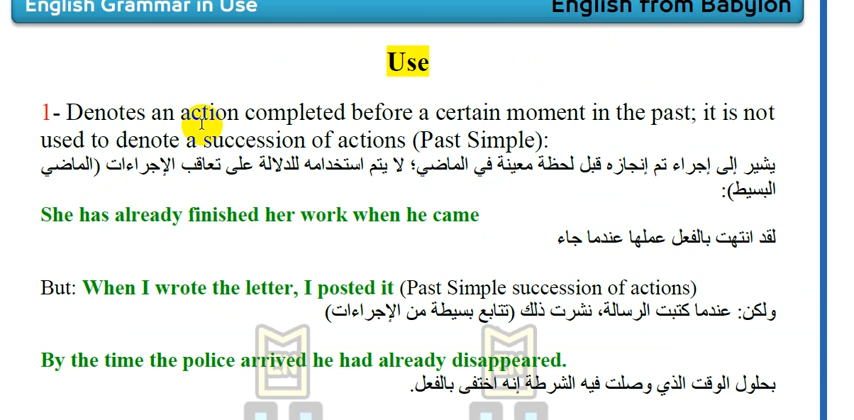 English Grammar in Use
English from Babylon
Use
1- Denotes an action completed before a certain moment in the past; it is not
used to denote a succession of actions (Past Simple):
يشير إلى إجراء تم إنجازه قبل لحظة معينة في الماضي؛ لا يتم استخدامه للدلالة على تعاقب الإجراءات (الماضي
البسيط):
She has already finished her work when he came
لقد انتهت بالفعل عملها عندما جاء
But: When I wrote the letter, I posted it (Past Simple succession of actions)
ولكن: عندما كتبت الرسالة، نشرت ذلك (تتابع بسيطة من الإجراءات)
By the time the police arrived he had already disappeared.
بحلول الوقت الذي وصلت فيه الشرطة إنه اختفى بالفعل.